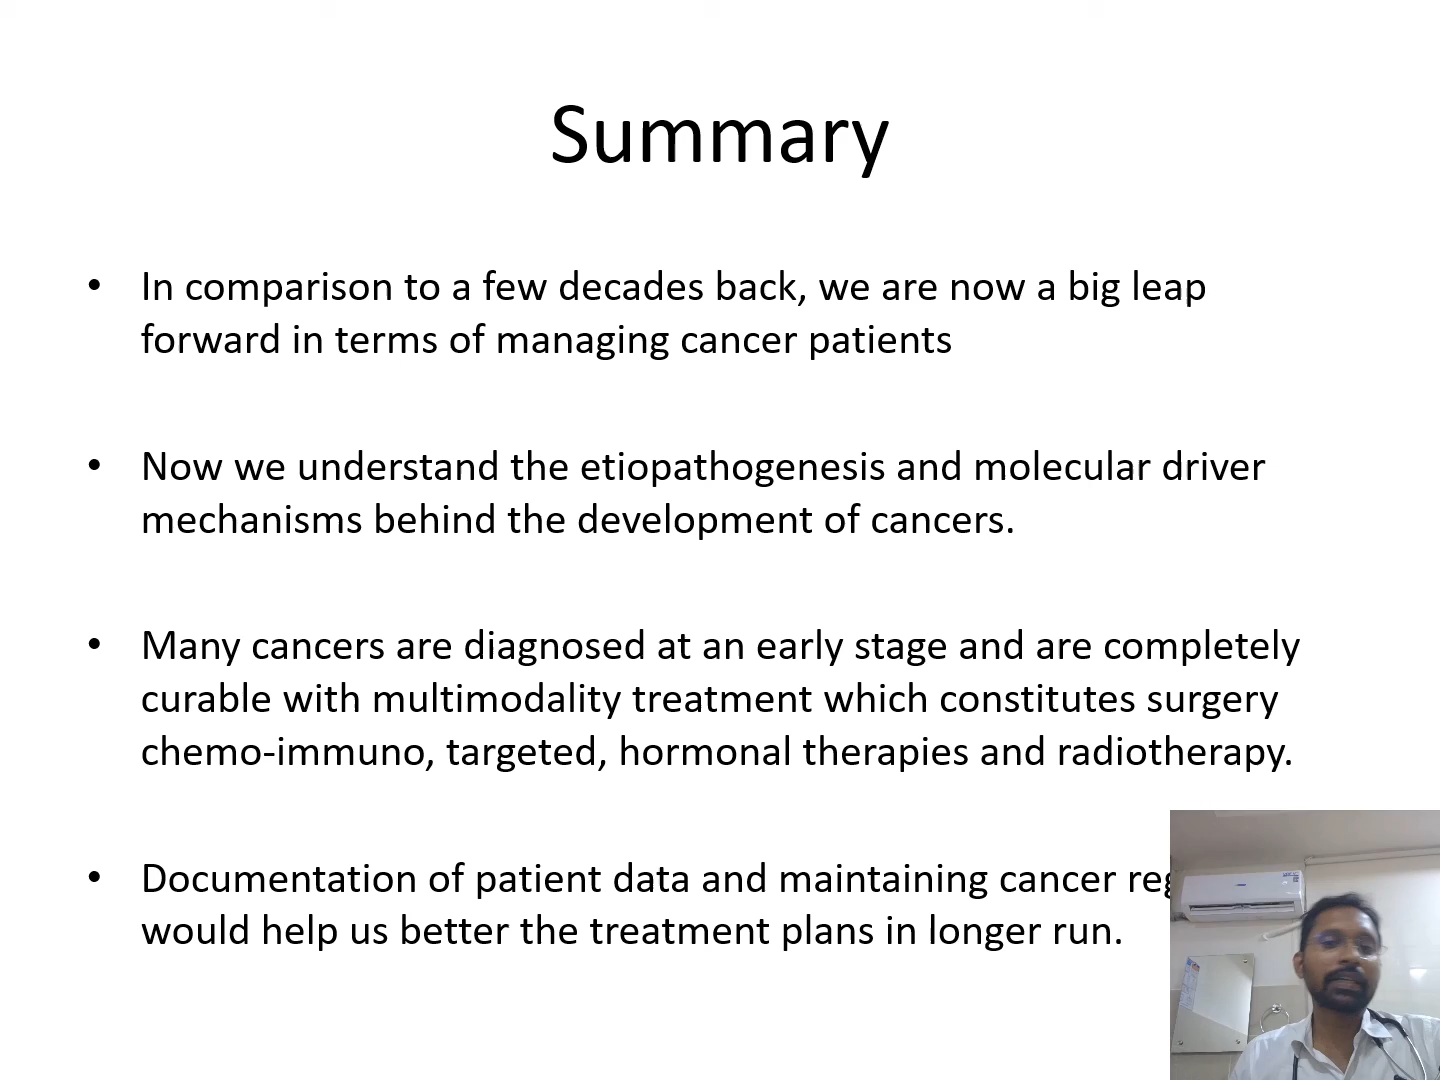 Summary
• In comparison to a few decades back, we are now a big leap
forward in terms of managing cancer patients
• Now we understand the etiopathogenesis and molecular driver
mechanisms behind the development of cancers.
• Many cancers are diagnosed at an early stage and are completely
curable with multimodality treatment which constitutes surgery
chemo-immuno, targeted, hormonal therapies and radiotherapy.
• Documentation of patient data and maintaining cancer
would help us better the treatment plans in longer run.